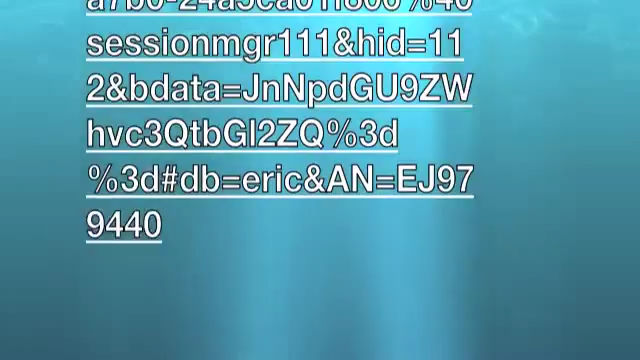 sessionmgr111&hid=11
2&bdata=JnNpdGU9ZW
hvc3QtbGl2ZQ%3d
%3d#db=eric&AN=EJ97
9440